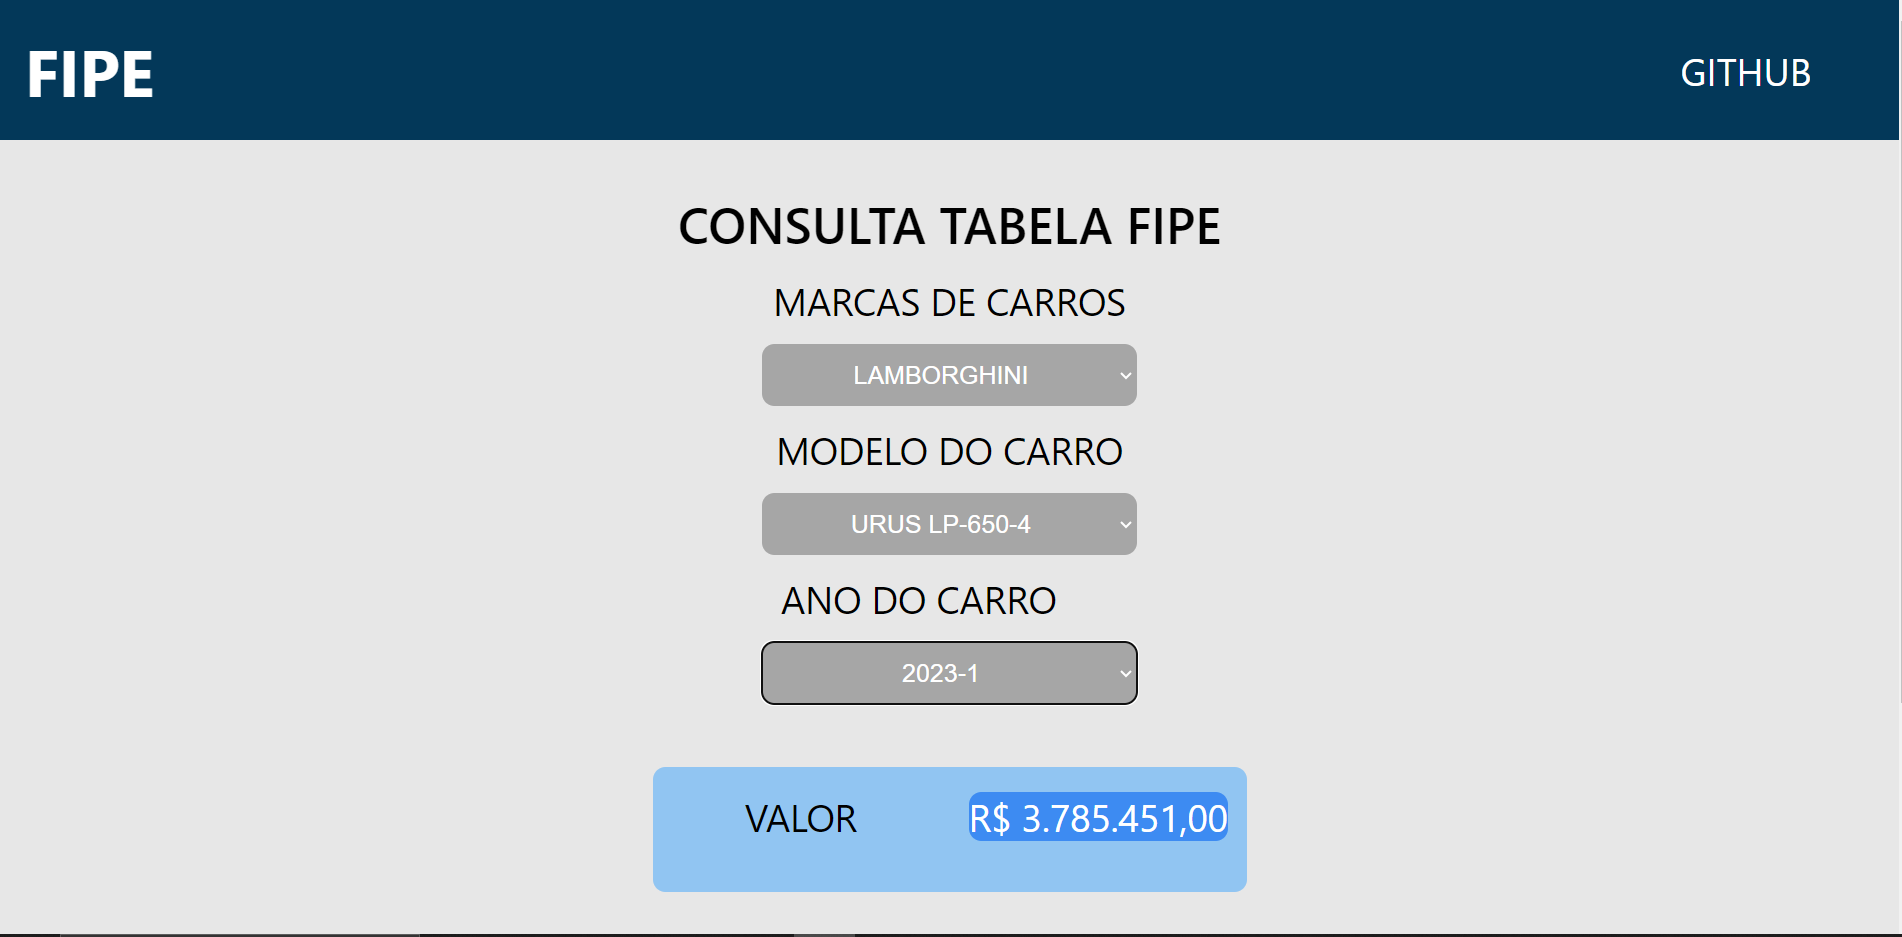 FIPE
GITHUB
CONSULTA TABELA FIPE
MARCAS DE CARROS
LAMBORGHINI
MODELO DO CARRO
URUS LP-650-4
ANO DO CARRO
2023-1
VALOR R$ 3.785.451,00